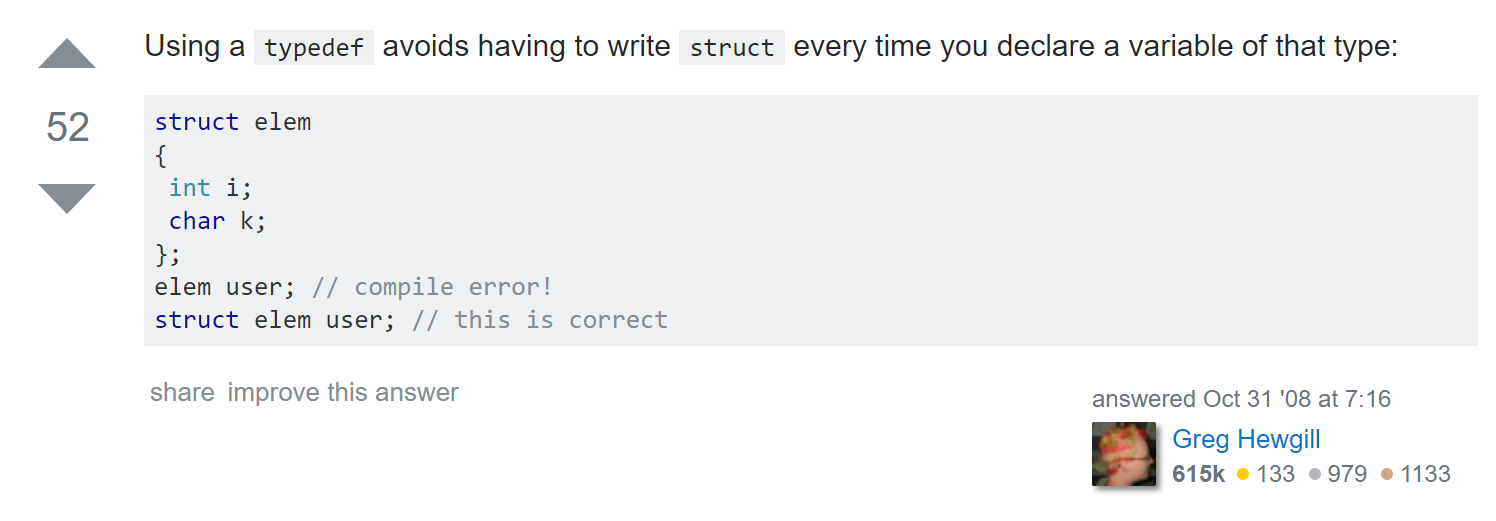 Using a typedef avoids having to write struct every time you declare a variable of that type:
52
struct elem
{
 int i;
 char k;
};
elem user; // compile error!
struct elem user; // this is correct
share improve this answer
answered Oct 31 '08 at 7:16
Greg Hewgill
615k 133 979 1133